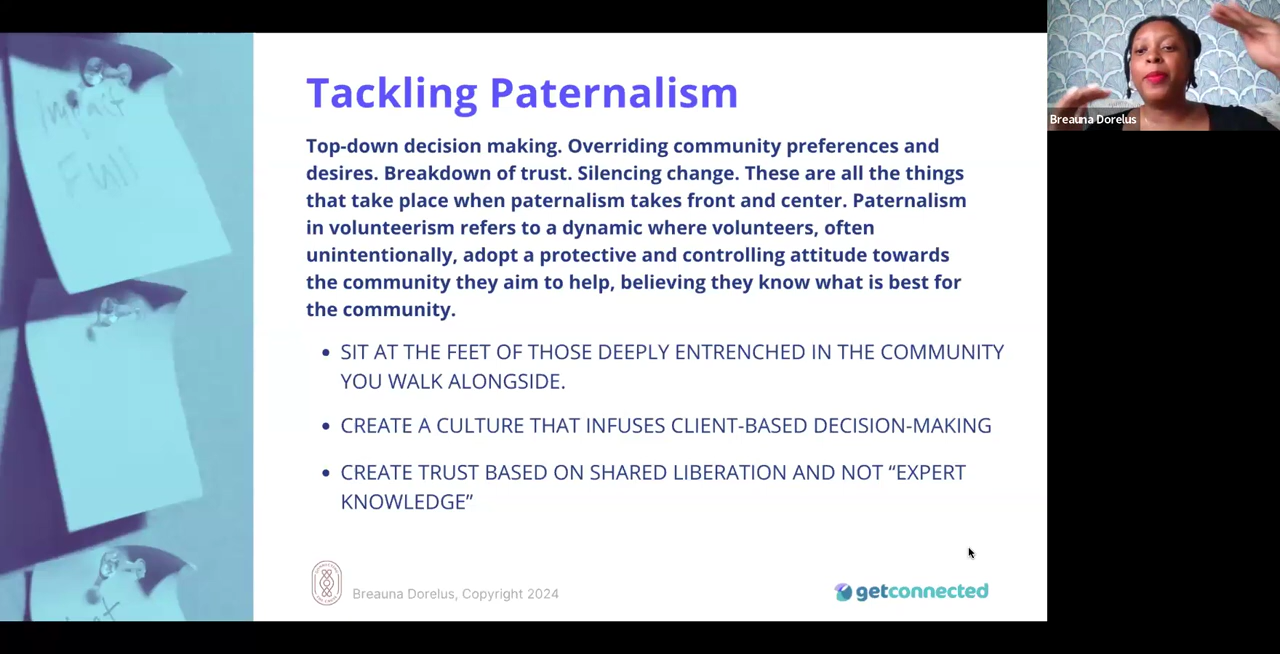 Tackling Paternalism
Top-down decision making. Overriding community preferences and
desires. Breakdown of trust. Silencing change. These are all the things
that take place when paternalism takes front and center. Paternalism
in volunteerism refers to a dynamic where volunteers, often
unintentionally, adopt a protective and controlling attitude towards
the community they aim to help, believing they know what is best for
the community.
• SIT AT THE FEET OF THOSE DEEPLY ENTRENCHED IN THE COMMUNITY
YOU WALK ALONGSIDE.
• CREATE A CULTURE THAT INFUSES CLIENT-BASED DECISION-MAKING
• CREATE TRUST BASED ON SHARED LIBERATION AND NOT “EXPERT
KNOWLEDGE”
Breauna Dorelus, Copyright 2024
getconnected
Breauna Dorelus